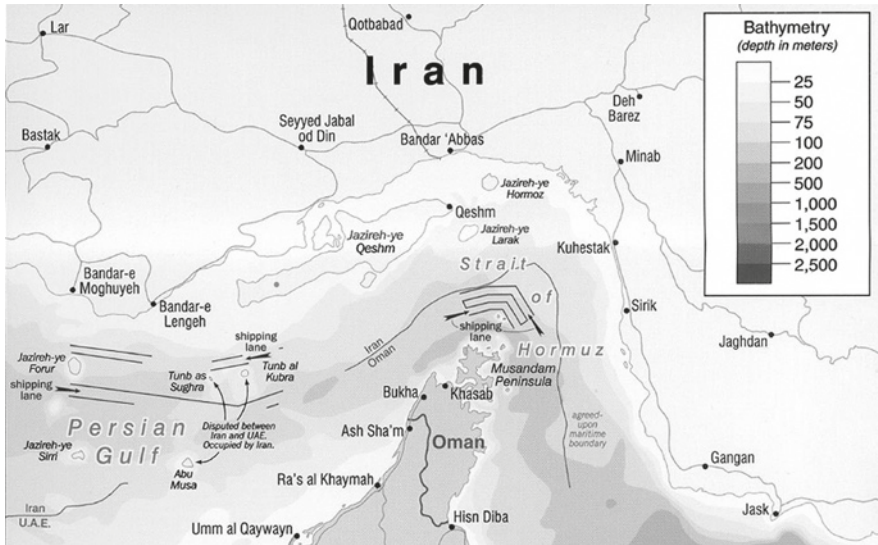 Lar
Qotbabad
Iran
Bathymetry
(depth in meters)
25
50
75
100
200
500
1,000
1,500
2,000
2,500
Deh
Barez
Bastak
Seyyed Jabal
od Din
Bandar 'Abbas
Minab
Jazireh-ye
Hormoz
Qeshm
Jazireh-ye
Qeshm
Jazireh-ye
Larak
Kuhestak
Strait
of
Hormuz
Bandar-e
Moghuyeh
Bandar-e
Lengeh
Sirik
Jaghdan
shipping
lane
Iran
Oman
shipping
lane
Jazireh-ye
Forur
Tunb as
Sughra
Tunb al
Kubra
shipping
lane
Musandam
Peninsula
Bukha
Khasab
Persian
Gulf
Disputed between
Iran and UAE.
Occupied by Iran.
Ash Sha'm
Oman
agreed-
upon
maritime
boundary
Jazireh-ye
Sirri
Abu
Musa
Ra's al Khaymah
Gangan
Iran
U.A.E.
Umm al Qaywayn
Hisn Diba
Jask